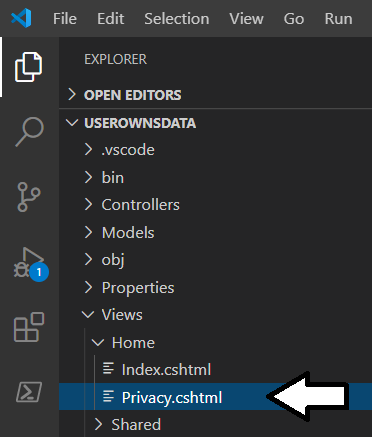 File Edit Selection View Go Run
EXPLORER
OPEN EDITORS
USEROWNSDATA
.vscode
bin
Controllers
Models
obj
1
Properties
Views
Home
Index.cshtml
Privacy.cshtml
Shared